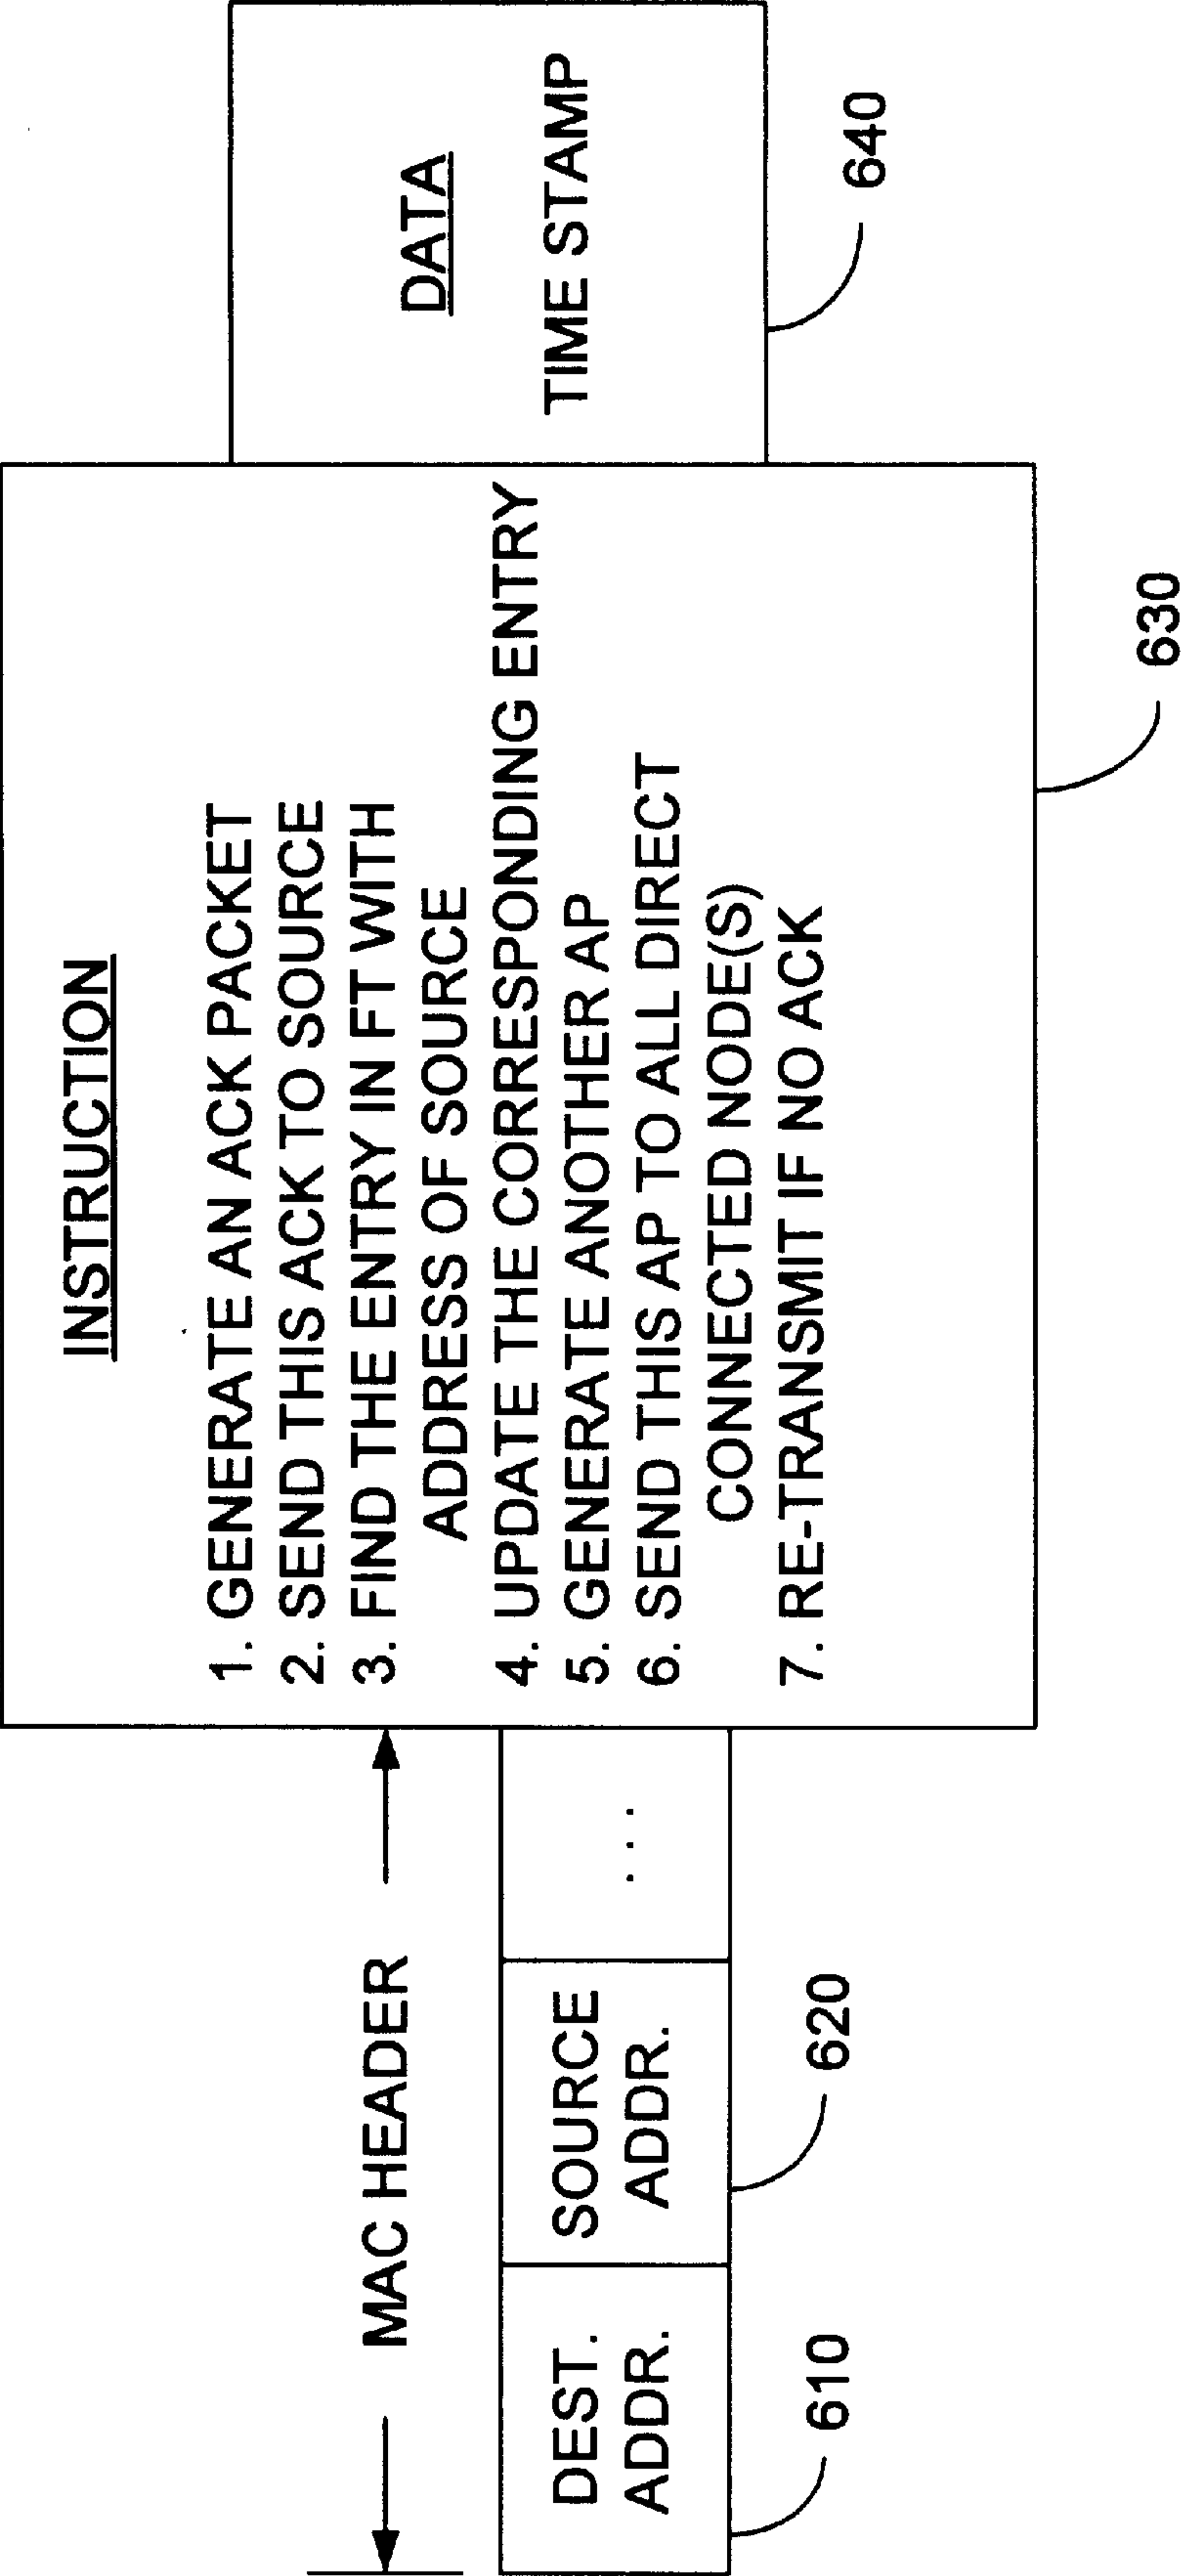 MAC HEADER
DEST.
ADDR.
SOURCE
ADDR.
. . .
610
620
INSTRUCTION
1. GENERATE AN ACK PACKET
2. SEND THIS ACK TO SOURCE
3. FIND THE ENTRY IN FT WITH
ADDRESS OF SOURCE
4. UPDATE THE CORRESPONDING ENTRY
5. GENERATE ANOTHER AP
6. SEND THIS AP TO ALL DIRECT
CONNECTED NODE(S)
7. RE-TRANSMIT IF NO ACK
630
DATA
TIME STAMP
640